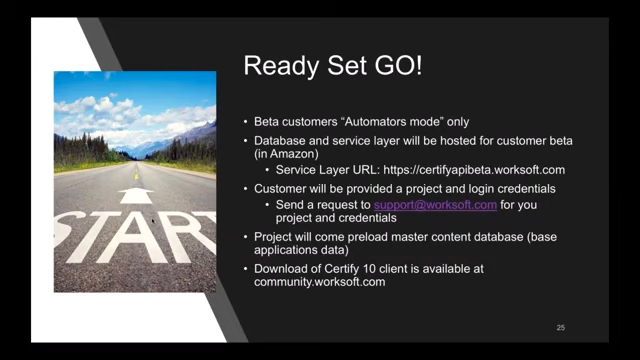 Ready Set GO!
• Beta customers “Automators mode” only
• Database and service layer will be hosted for customer beta
(in Amazon)
• Service Layer URL: https://certifyapibeta.worksoft.com
• Customer will be provided a project and login credentials
• Send a request to support@worksoft.com for you
project and credentials
• Project will come preload master content database (base
applications data)
• Download of Certify 10 client is available at
community.worksoft.com
START
25